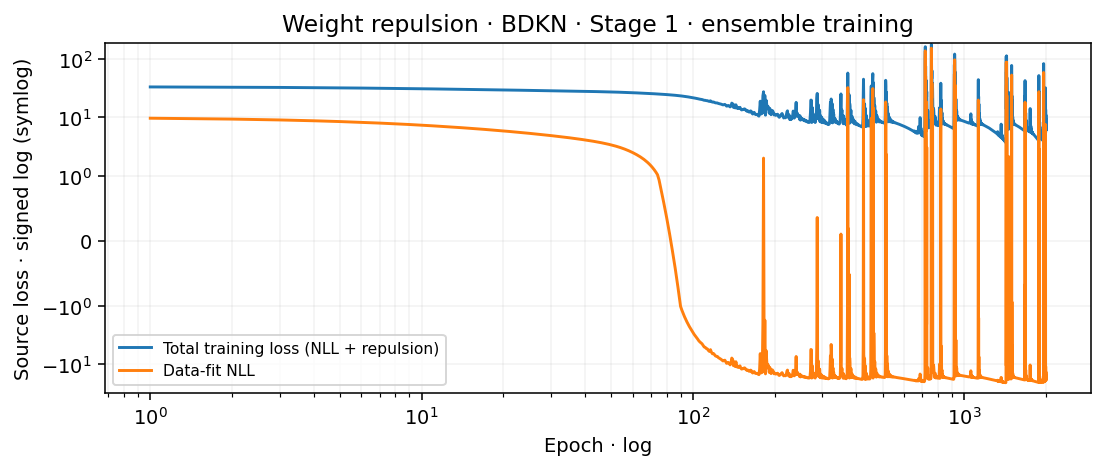 Weight repulsion · BDKN · Stage 1 · ensemble training
Source loss · signed log (symlog)
10²
10¹
10⁰
0
−10⁰
−10¹
Total training loss (NLL + repulsion)
Data-fit NLL
10⁰
10¹
10²
10³
Epoch · log